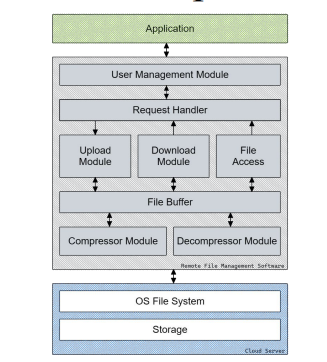 Application
User Management Module
Request Handler
Upload
Module
Download
Module
File
Access
File Buffer
Compressor Module
Decompressor Module
Remote File Management Software
OS File System
Storage
Cloud Server